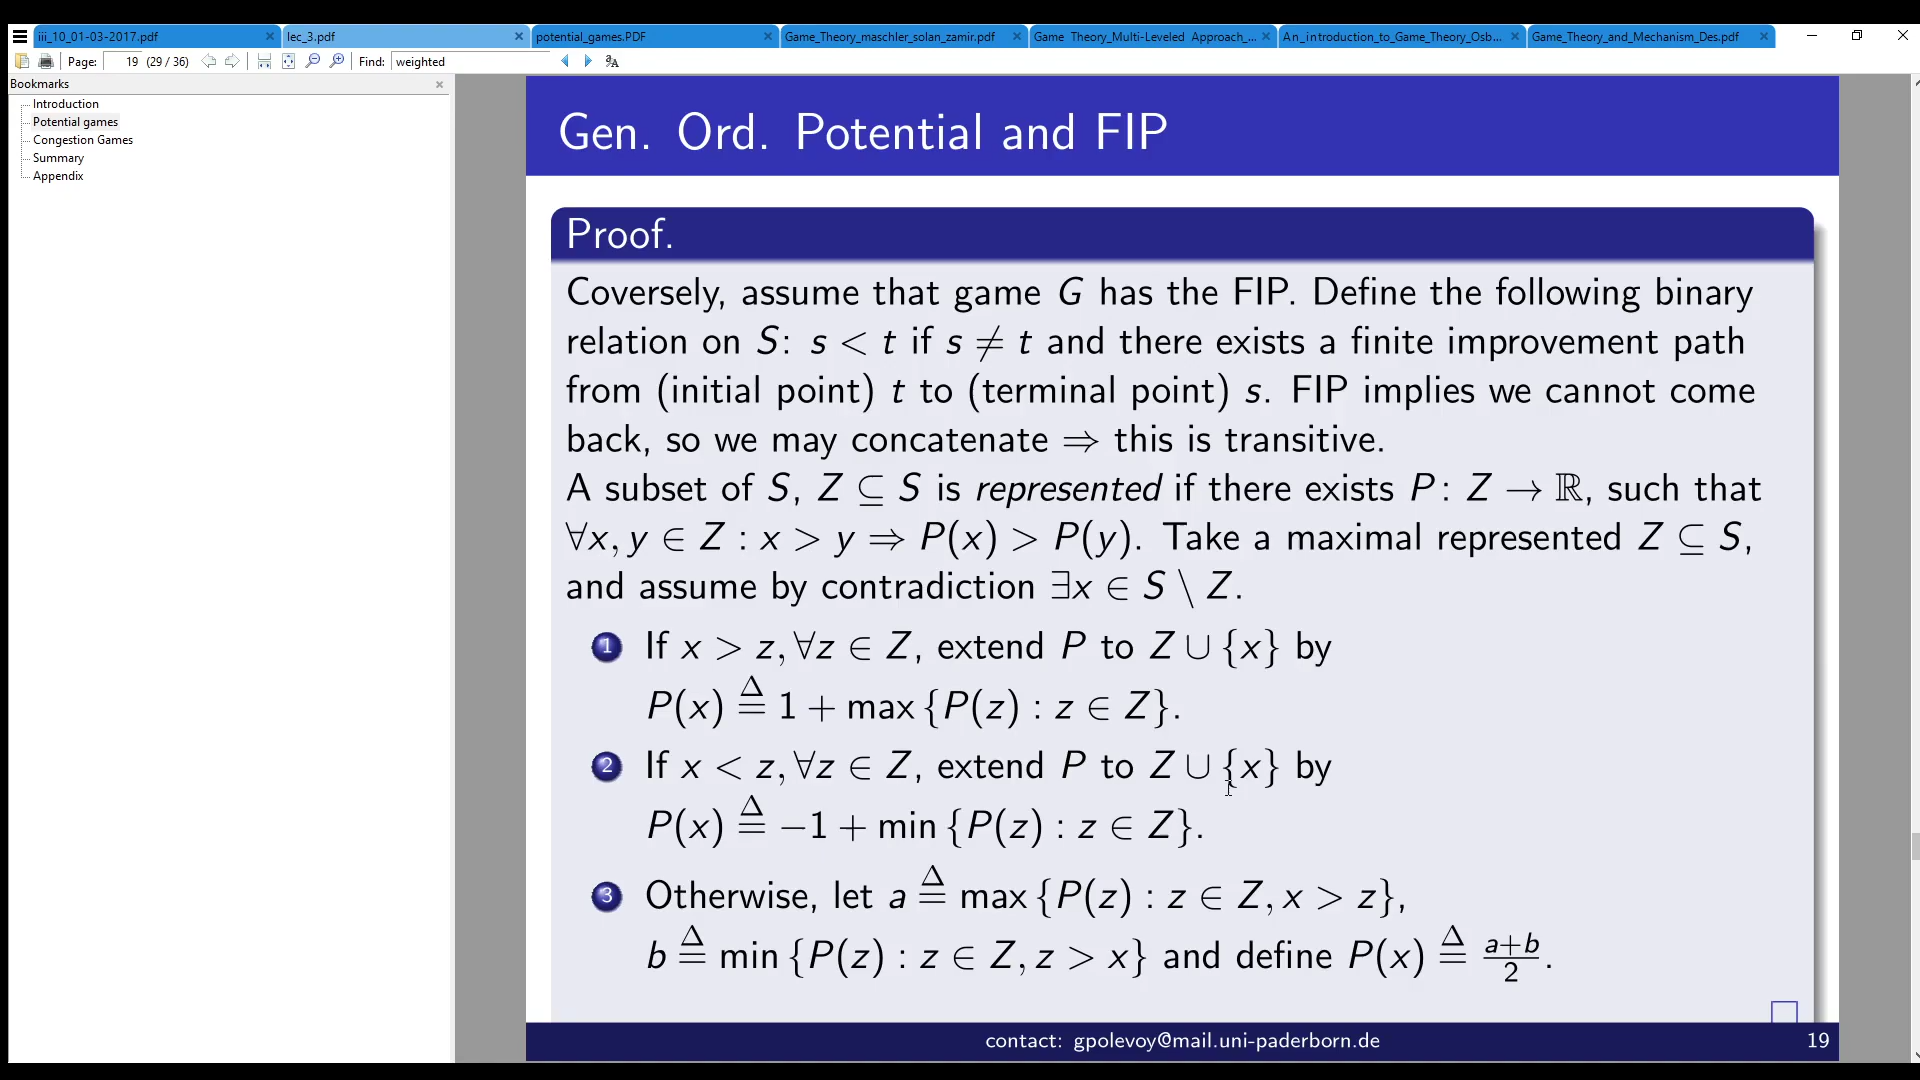 iii_10_01-03-2017.pdf
lec_3.pdf
potential_games.PDF
Game_Theory_maschler_solan_zamir.pdf
Game Theory_Multi-Leveled Approach_...
An_introduction_to_Game_Theory_Osb...
Game_Theory_and_Mechanism_Des.pdf
Page: 19 (29 / 36) Find: weighted
Bookmarks
Introduction
Potential games
Congestion Games
Summary
Appendix
Gen. Ord. Potential and FIP
Proof.
Coversely, assume that game G has the FIP. Define the following binary
relation on S: s < t if s ≠ t and there exists a finite improvement path
from (initial point) t to (terminal point) s. FIP implies we cannot come
back, so we may concatenate ⇒ this is transitive.
A subset of S, Z ⊆ S is represented if there exists P: Z → ℝ, such that
∀x, y ∈ Z : x > y ⇒ P(x) > P(y). Take a maximal represented Z ⊆ S,
and assume by contradiction ∃x ∈ S \ Z.
1 If x > z, ∀z ∈ Z, extend P to Z ∪ {x} by
P(x) ≜ 1 + max {P(z) : z ∈ Z}.
2 If x < z, ∀z ∈ Z, extend P to Z ∪ {x} by
P(x) ≜ −1 + min {P(z) : z ∈ Z}.
3 Otherwise, let a ≜ max {P(z) : z ∈ Z, x > z},
b ≜ min {P(z) : z ∈ Z, z > x} and define P(x) ≜ (a+b)/2.
contact: gpolevoy@mail.uni-paderborn.de 19